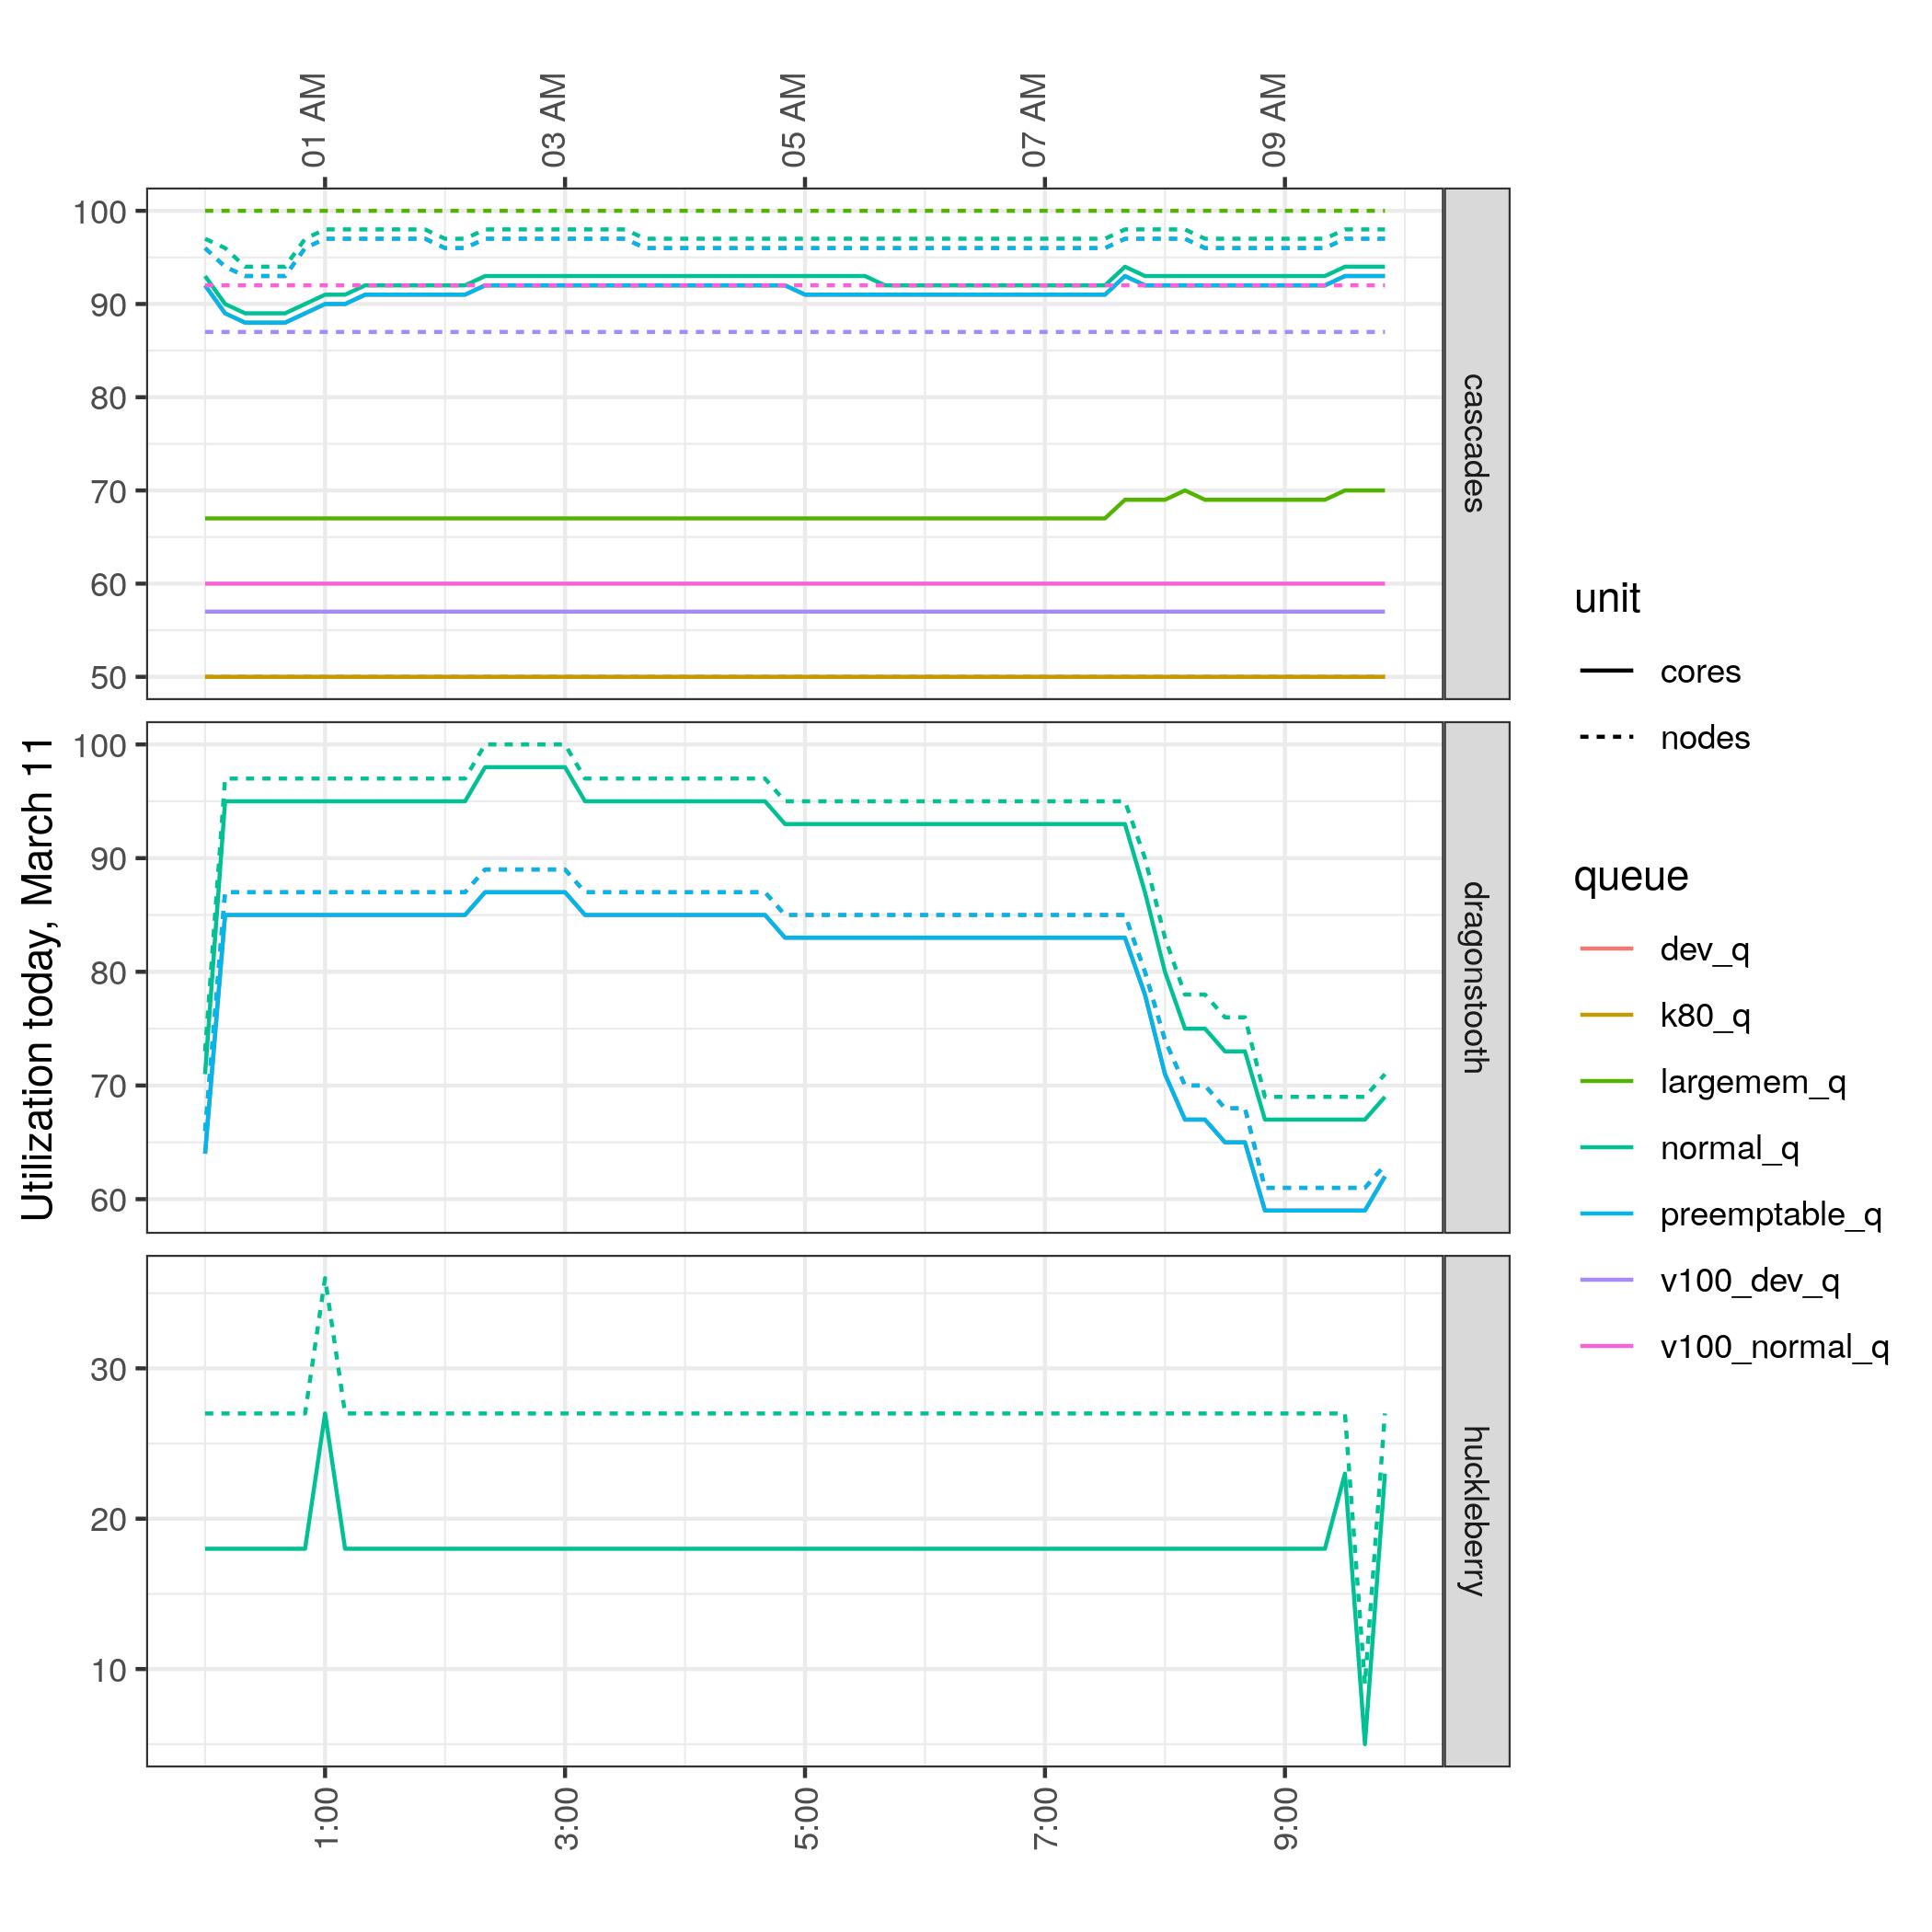 01 AM
03 AM
05 AM
07 AM
09 AM
Utilization today, March 11
100
90
80
70
60
50
cascades
100
90
80
70
60
dragonstooth
30
20
10
huckleberry
1:00
3:00
5:00
7:00
9:00
unit
cores
nodes
queue
dev_q
k80_q
largemem_q
normal_q
preemptable_q
v100_dev_q
v100_normal_q